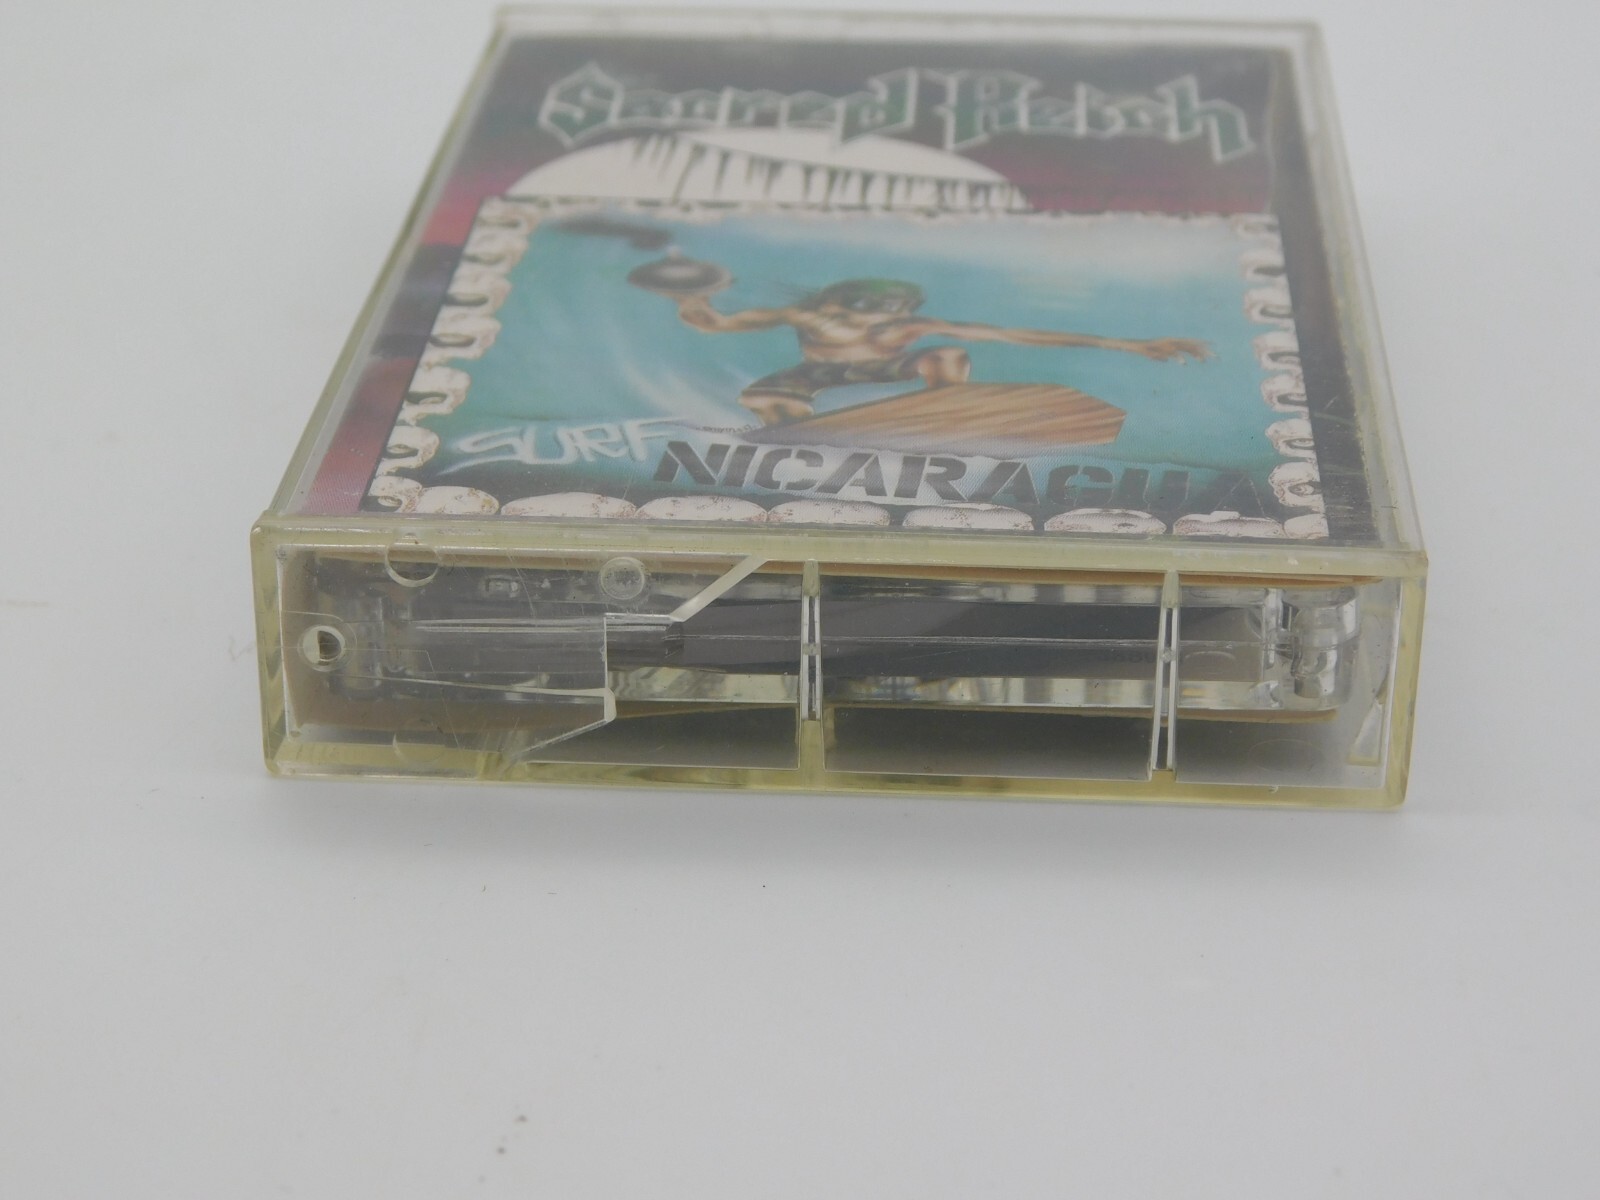 Sacred Reich
SURF
NICARAGUA